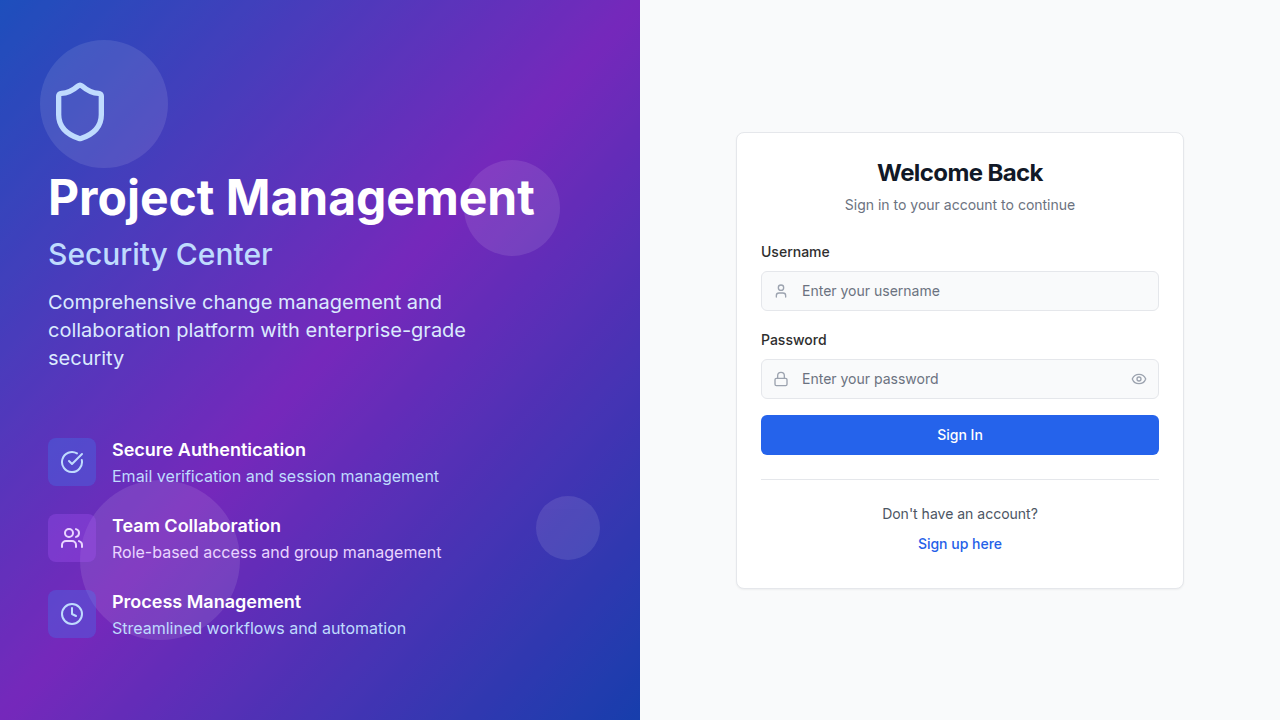 Project Management
Security Center
Comprehensive change management and
collaboration platform with enterprise-grade
security
Secure Authentication
Email verification and session management
Team Collaboration
Role-based access and group management
Process Management
Streamlined workflows and automation
Welcome Back
Sign in to your account to continue
Username
Enter your username
Password
Enter your password
Sign In
Don't have an account?
Sign up here